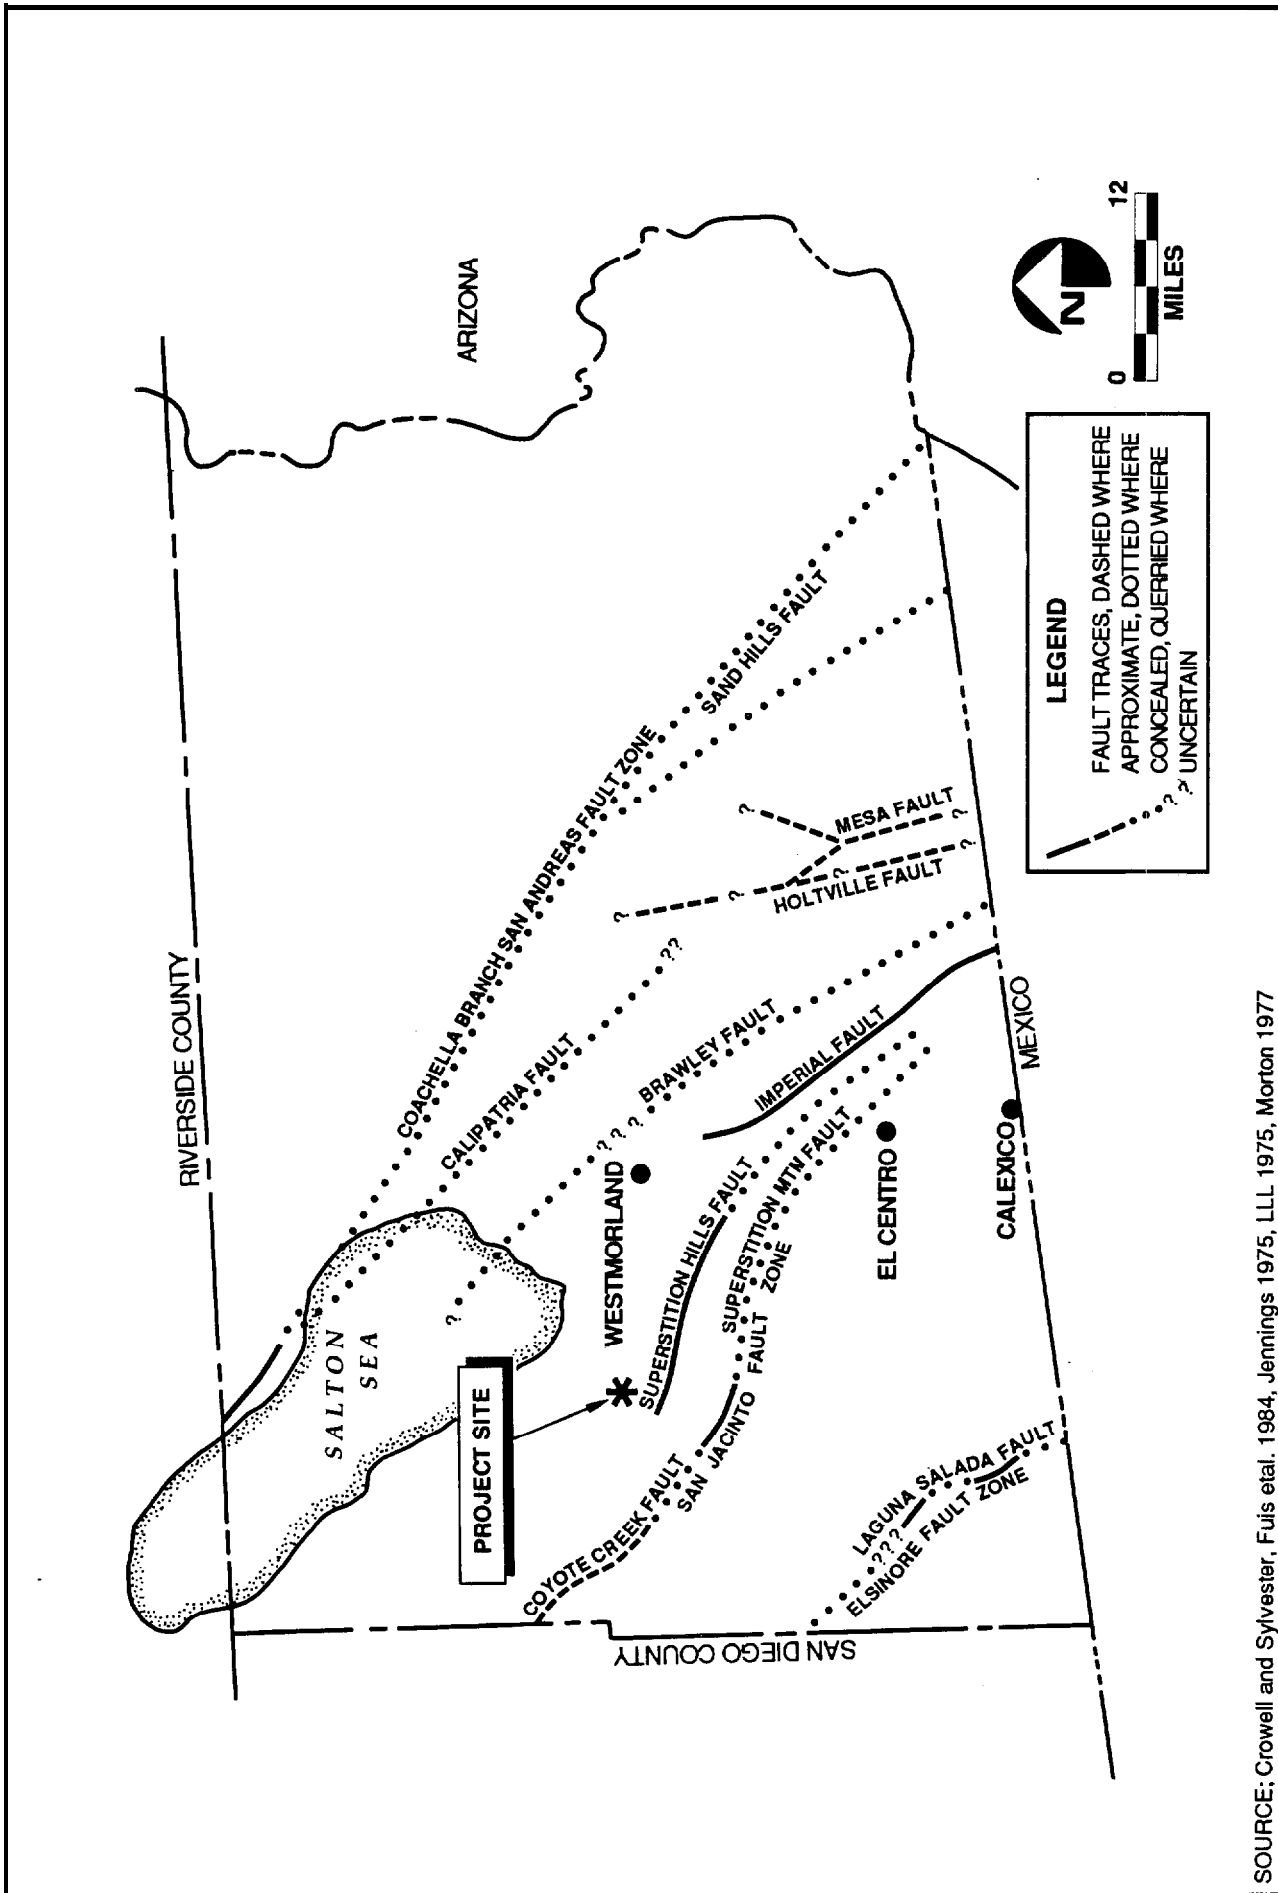 RIVERSIDE COUNTY
ARIZONA
SALTON
SEA
COACHELLA BRANCH SAN ANDREAS FAULT ZONE
SAND HILLS FAULT
CALIPATRIA FAULT
??
?
? ? ?
BRAWLEY FAULT
?
?
?
?
MESA FAULT
?
?
HOLTVILLE FAULT
PROJECT SITE
WESTMORLAND
IMPERIAL FAULT
SUPERSTITION HILLS FAULT
SUPERSTITION MTN FAULT
COYOTE CREEK FAULT
SAN JACINTO FAULT ZONE
EL CENTRO
CALEXICO
MEXICO
LAGUNA SALADA FAULT
???
ELSINORE FAULT ZONE
SAN DIEGO COUNTY
N
0 12
MILES
LEGEND
FAULT TRACES, DASHED WHERE
APPROXIMATE, DOTTED WHERE
CONCEALED, QUERRIED WHERE
UNCERTAIN
? ?
SOURCE; Crowell and Sylvester, Fuis etal. 1984, Jennings 1975, LLL 1975, Morton 1977